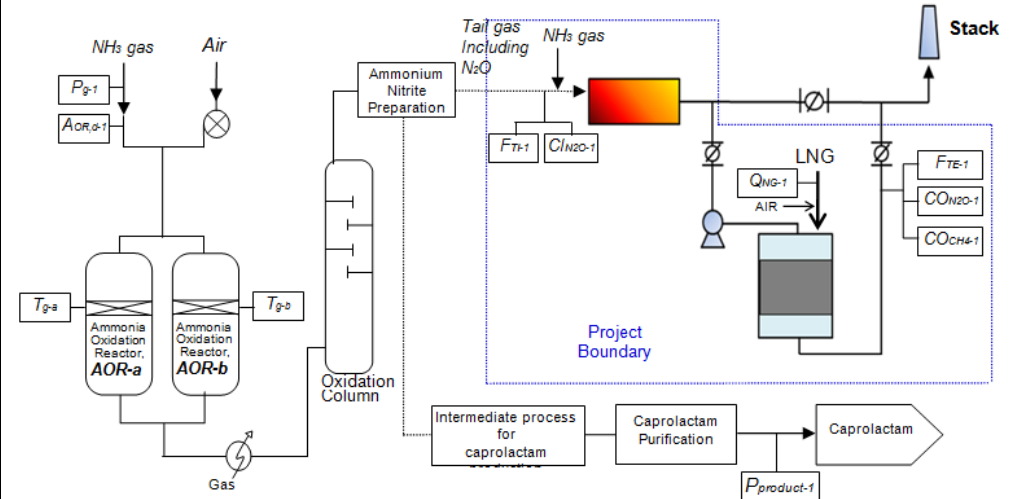 NH3 gas
Air
Pg-1
AOR,d-1
Tg-a
Tg-b
Ammonia
Oxidation
Reactor,
AOR-a
Ammonia
Oxidation
Reactor,
AOR-b
Gas
Oxidation
Column
Ammonium
Nitrite
Preparation
Tail gas
Including
N2O
NH3 gas
FTI-1
CIN2O-1
Stack
LNG
QNG-1
AIR
FTE-1
CON2O-1
COCH4-1
Project
Boundary
Intermediate process
for
caprolactam
production
Caprolactam
Purification
Caprolactam
Pproduct-1